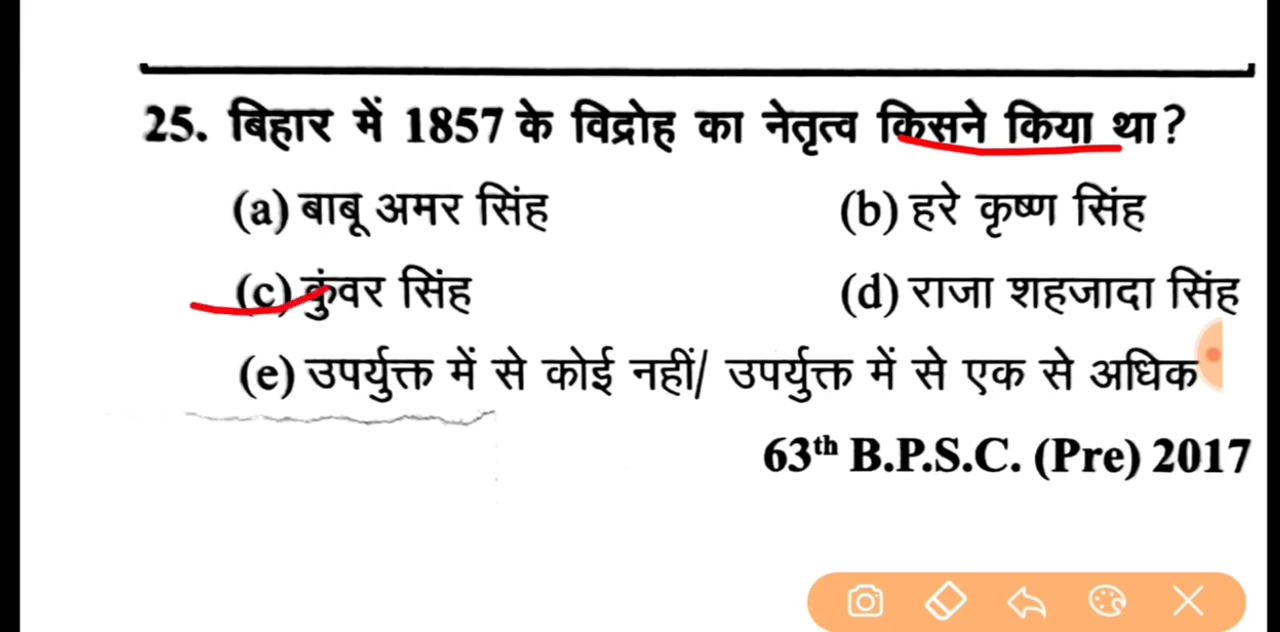 25. बिहार में 1857 के विद्रोह का नेतृत्व किसने किया था?
(a) बाबू अमर सिंह (b) हरे कृष्ण सिंह
(c) कुंवर सिंह (d) राजा शहजादा सिंह
(e) उपर्युक्त में से कोई नहीं/ उपर्युक्त में से एक से अधिक
63th B.P.S.C. (Pre) 2017